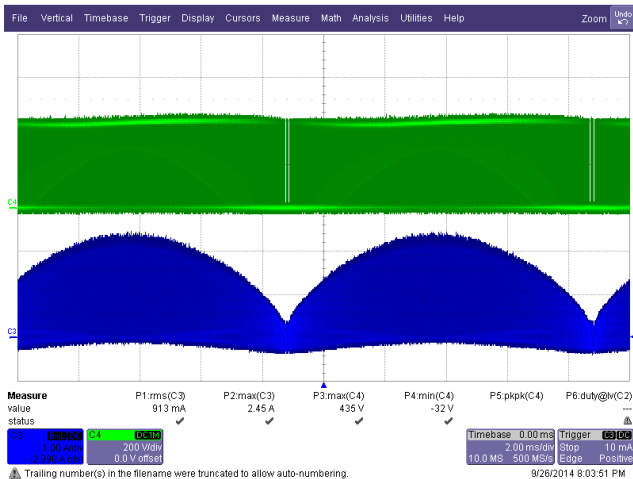 File Vertical Timebase Trigger Display Cursors Measure Math Analysis Utilities Help Zoom Undo
C4
C3
Measure P1:rms(C3) P2:max(C3) P3:max(C4) P4:min(C4) P5:pkpk(C4) P6:duty@lv(C2)
value 913 mA 2.45 A 435 V -32 V ---
status
C3 DC C4 DC1M Timebase 0.00 ms Trigger C3 DC
1.00 A/div 200 V/div 2.00 ms/div Stop 10 mA
0.0 V offset 10.0 MS 500 MS/s Edge Positive
Trailing number(s) in the filename were truncated to allow auto-numbering. 9/26/2014 8:03:51 PM